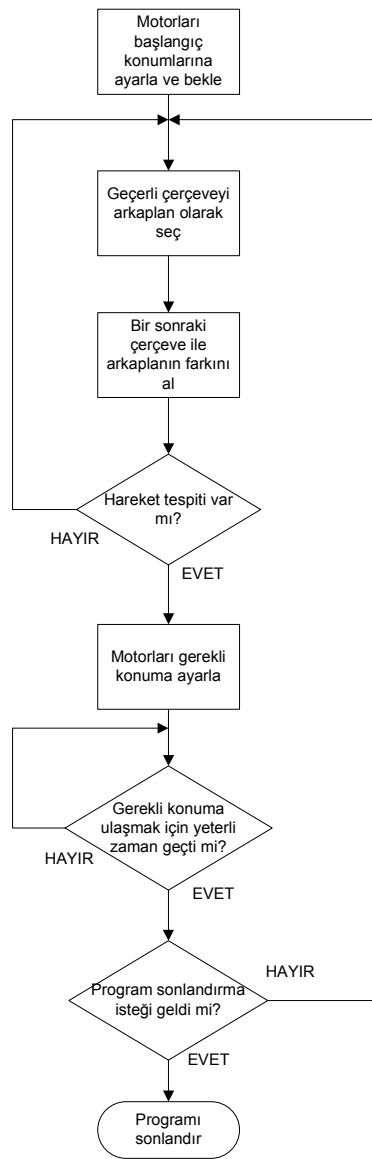 Motorları
başlangıç
konumlarına
ayarla ve bekle
Geçerli çerçeveyi
arkaplan olarak
seç
Bir sonraki
çerçeve ile
arkaplanın farkını
al
Hareket tespiti var
mı?
HAYIR
EVET
Motorları gerekli
konuma ayarla
Gerekli konuma
ulaşmak için yeterli
zaman geçti mi?
HAYIR
EVET
Program sonlandırma
isteği geldi mi?
HAYIR
EVET
Programı
sonlandır